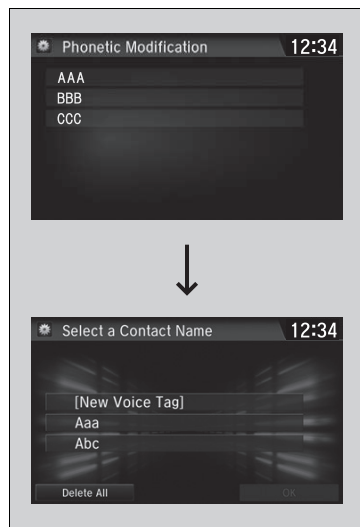 Phonetic Modification 12:34
AAA
BBB
CCC
Select a Contact Name 12:34
[New Voice Tag]
Aaa
Abc
Delete All OK